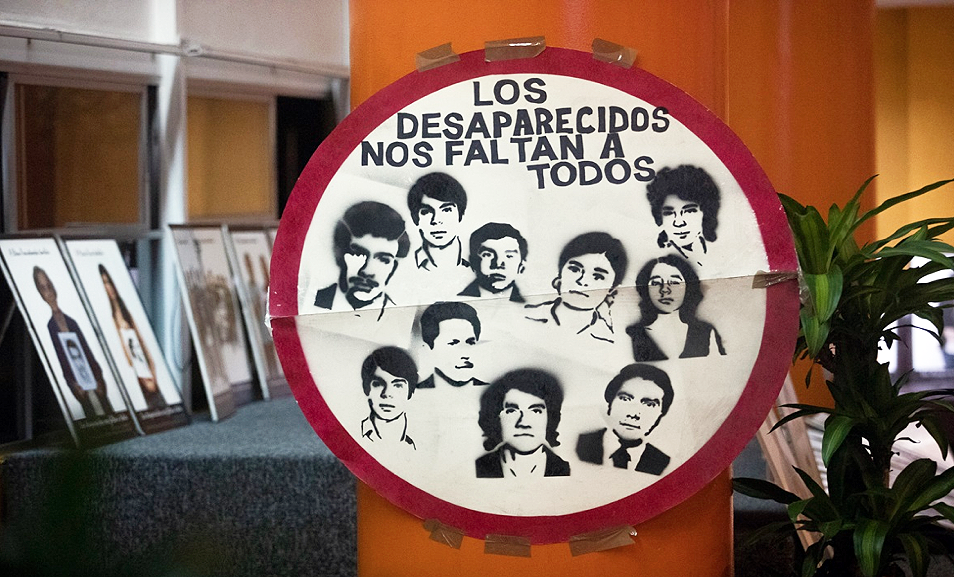 LOS
DESAPARECIDOS
NOS FALTAN A
TODOS